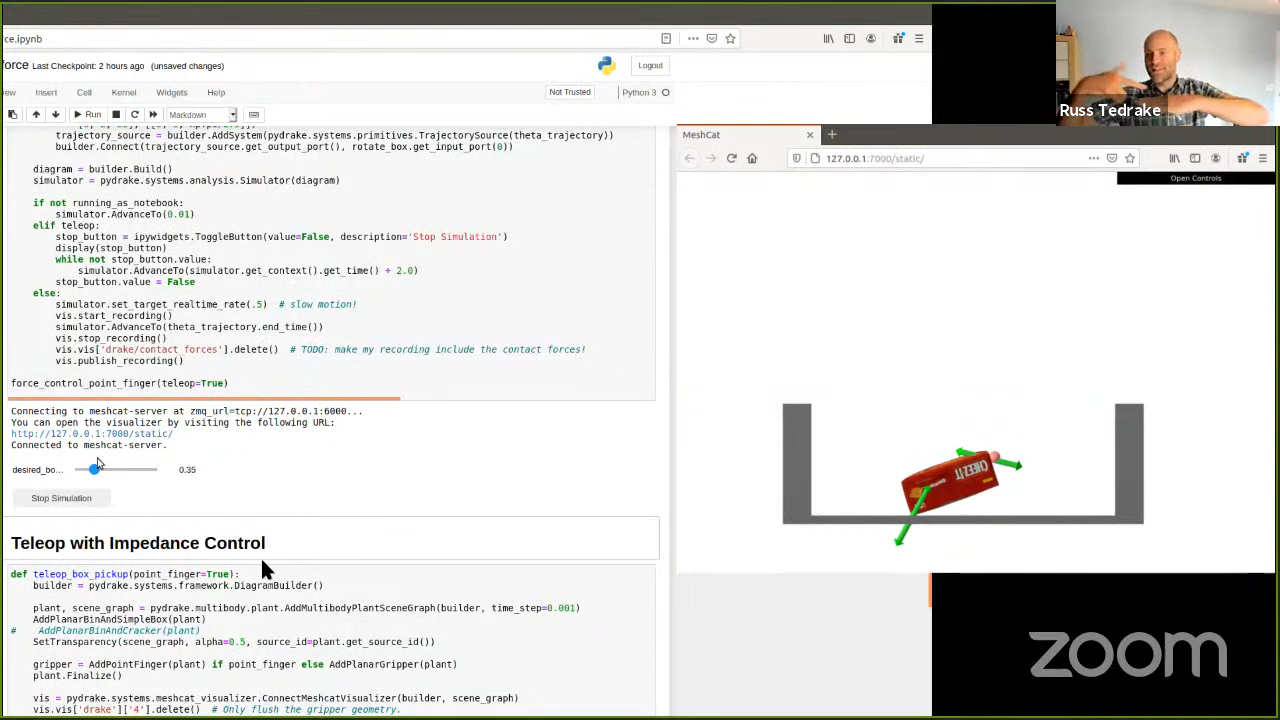 ce.ipynb
force Last Checkpoint: 2 hours ago (unsaved changes)
Logout
ew Insert Cell Kernel Widgets Help
Not Trusted
Python 3
Run
Markdown
trajectory_source = builder.AddSystem(pydrake.systems.primitives.TrajectorySource(theta_trajectory))
builder.Connect(trajectory_source.get_output_port(), rotate_box.get_input_port(0))
diagram = builder.Build()
simulator = pydrake.systems.analysis.Simulator(diagram)
if not running_as_notebook:
simulator.AdvanceTo(0.01)
elif teleop:
stop_button = ipywidgets.ToggleButton(value=False, description='Stop Simulation')
display(stop_button)
while not stop_button.value:
simulator.AdvanceTo(simulator.get_context().get_time() + 2.0)
stop_button.value = False
else:
simulator.set_target_realtime_rate(.5) # slow motion!
vis.start_recording()
simulator.AdvanceTo(theta_trajectory.end_time())
vis.stop_recording()
vis.vis['drake/contact_forces'].delete() # TODO: make my recording include the contact forces!
vis.publish_recording()
force_control_point_finger(teleop=True)
Connecting to meshcat-server at zmq_url=tcp://127.0.0.1:6000...
You can open the visualizer by visiting the following URL:
http://127.0.0.1:7000/static/
Connected to meshcat-server.
desired_bo... 0.35
Stop Simulation
Teleop with Impedance Control
def teleop_box_pickup(point_finger=True):
builder = pydrake.systems.framework.DiagramBuilder()
plant, scene_graph = pydrake.multibody.plant.AddMultibodyPlantSceneGraph(builder, time_step=0.001)
AddPlanarBinAndSimpleBox(plant)
# AddPlanarBinAndCracker(plant)
SetTransparency(scene_graph, alpha=0.5, source_id=plant.get_source_id())
gripper = AddPointFinger(plant) if point_finger else AddPlanarGripper(plant)
plant.Finalize()
vis = pydrake.systems.meshcat_visualizer.ConnectMeshcatVisualizer(builder, scene_graph)
vis.vis['drake']['4'].delete() # Only flush the gripper geometry.
Russ Tedrake
MeshCat
127.0.0.1:7000/static/
Open Controls
CHEEZ-IT
zoom